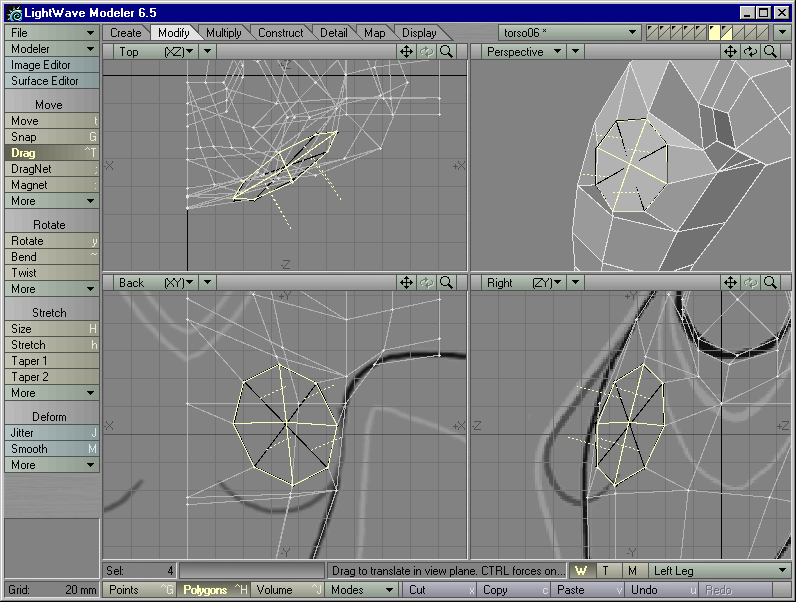 LightWave Modeler 6.5
File Create Modify Multiply Construct Detail Map Display torso06 *
Modeler Top (XZ) Perspective
Image Editor
Surface Editor
Move
Move t
Snap G
Drag ^T
DragNet ;
Magnet :
More
Rotate
Rotate y
Bend ~
Twist
More
Stretch
Size H
Stretch h
Taper 1
Taper 2
More
Deform
Jitter J
Smooth M
More
-X +X
-Z
-Z
Back (XY) Right (ZY)
+Y +Y
-X +X -Z +Z
-Y -Y
Sel: 4 Drag to translate in view plane. CTRL forces on... W T M Left Leg
Grid: 20 mm Points ^G Polygons ^H Volume ^J Modes Cut x Copy c Paste v Undo u Redo